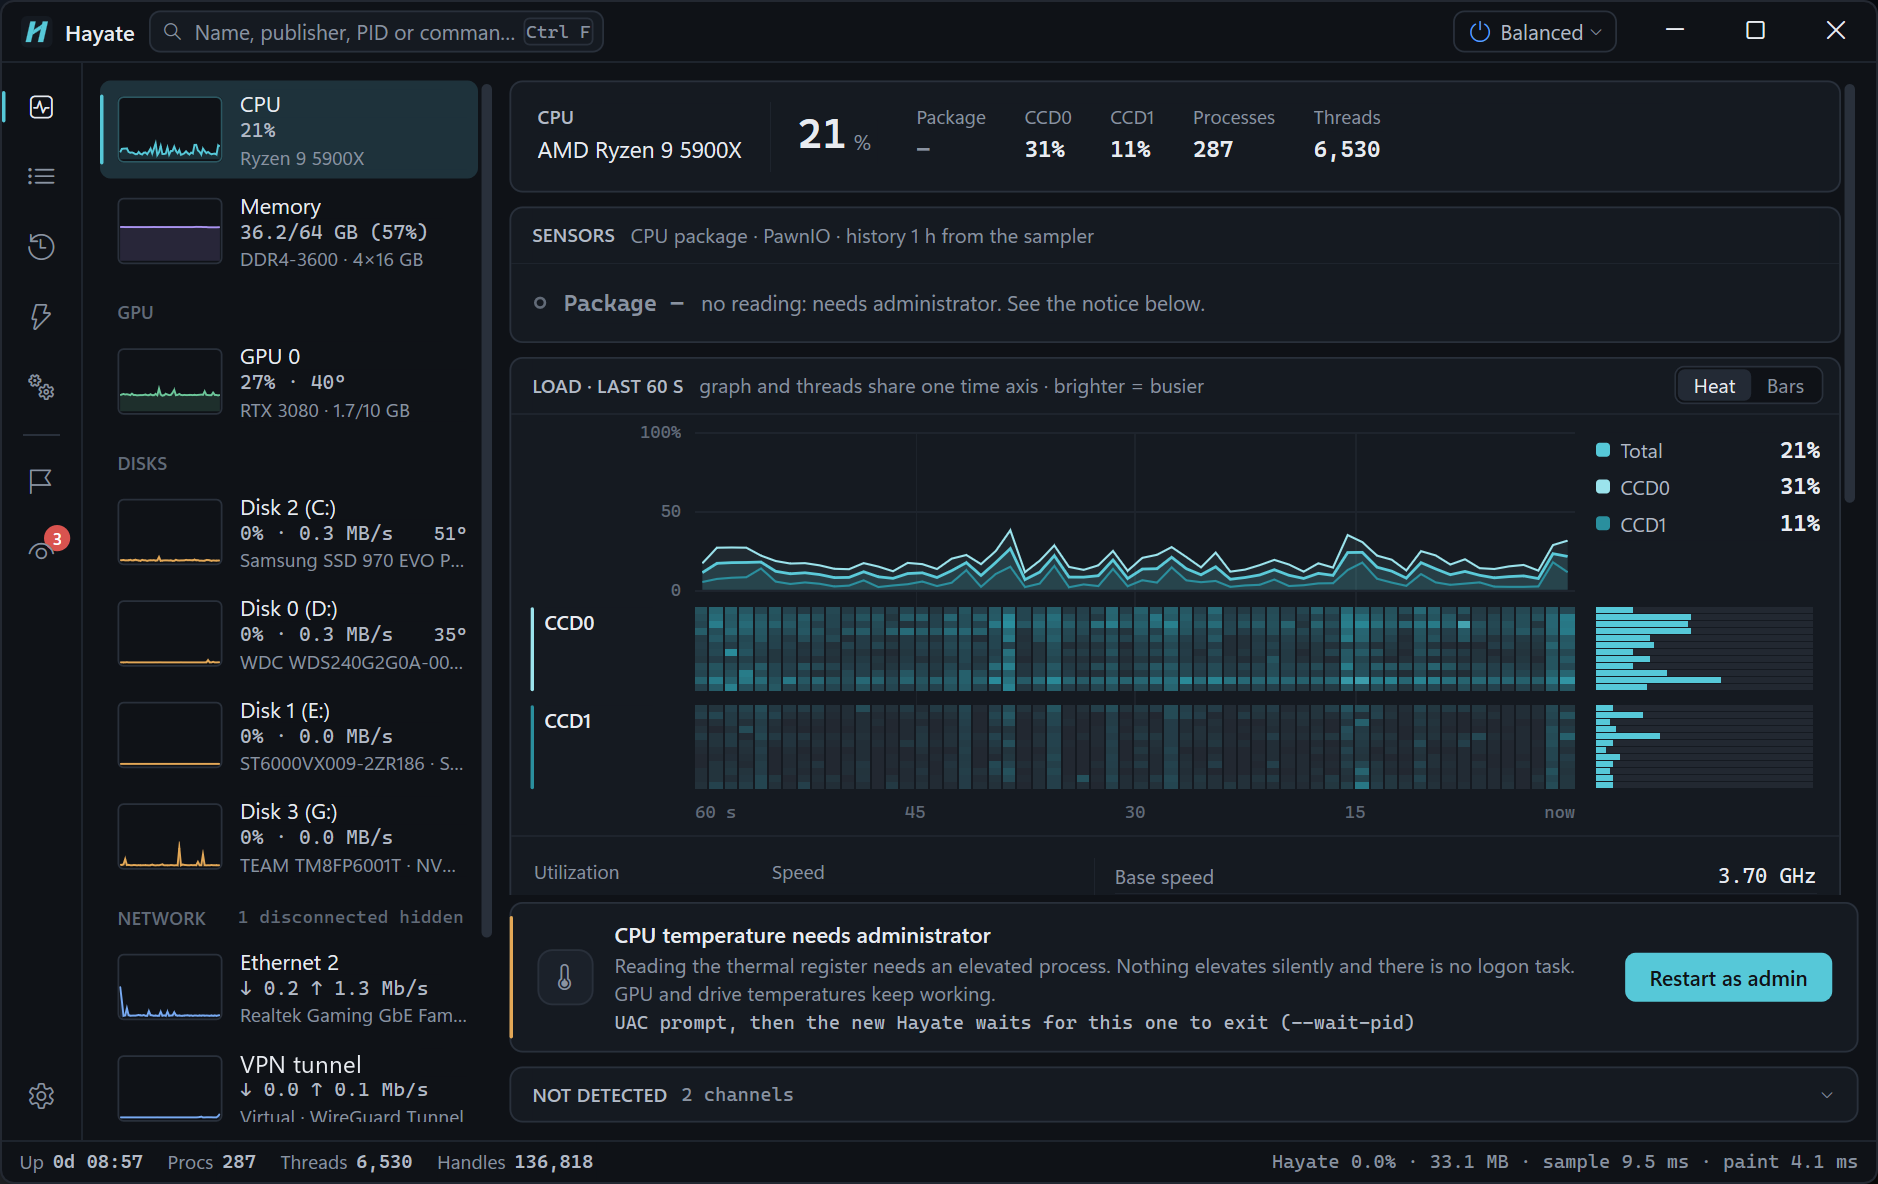 Hayate
Name, publisher, PID or comman... Ctrl F
Balanced
CPU
21%
Ryzen 9 5900X
Memory
36.2/64 GB (57%)
DDR4-3600 · 4×16 GB
GPU
GPU 0
27% · 40°
RTX 3080 · 1.7/10 GB
DISKS
Disk 2 (C:)
0% · 0.3 MB/s 51°
Samsung SSD 970 EVO P...
Disk 0 (D:)
0% · 0.3 MB/s 35°
WDC WDS240G2G0A-00...
Disk 1 (E:)
0% · 0.0 MB/s
ST6000VX009-2ZR186 · S...
Disk 3 (G:)
0% · 0.0 MB/s
TEAM TM8FP6001T · NV...
NETWORK 1 disconnected hidden
Ethernet 2
↓ 0.2 ↑ 1.3 Mb/s
Realtek Gaming GbE Fam...
VPN tunnel
↓ 0.0 ↑ 0.1 Mb/s
Virtual · WireGuard Tunnel
3
CPU
AMD Ryzen 9 5900X
21 %
Package
–
CCD0
31%
CCD1
11%
Processes
287
Threads
6,530
SENSORS CPU package · PawnIO · history 1 h from the sampler
Package – no reading: needs administrator. See the notice below.
LOAD · LAST 60 S graph and threads share one time axis · brighter = busier
Heat Bars
100%
50
0
Total 21%
CCD0 31%
CCD1 11%
CCD0
CCD1
60 s 45 30 15 now
Utilization Speed Base speed 3.70 GHz
CPU temperature needs administrator
Reading the thermal register needs an elevated process. Nothing elevates silently and there is no logon task.
GPU and drive temperatures keep working.
UAC prompt, then the new Hayate waits for this one to exit (--wait-pid)
Restart as admin
NOT DETECTED 2 channels
Up 0d 08:57 Procs 287 Threads 6,530 Handles 136,818
Hayate 0.0% · 33.1 MB · sample 9.5 ms · paint 4.1 ms